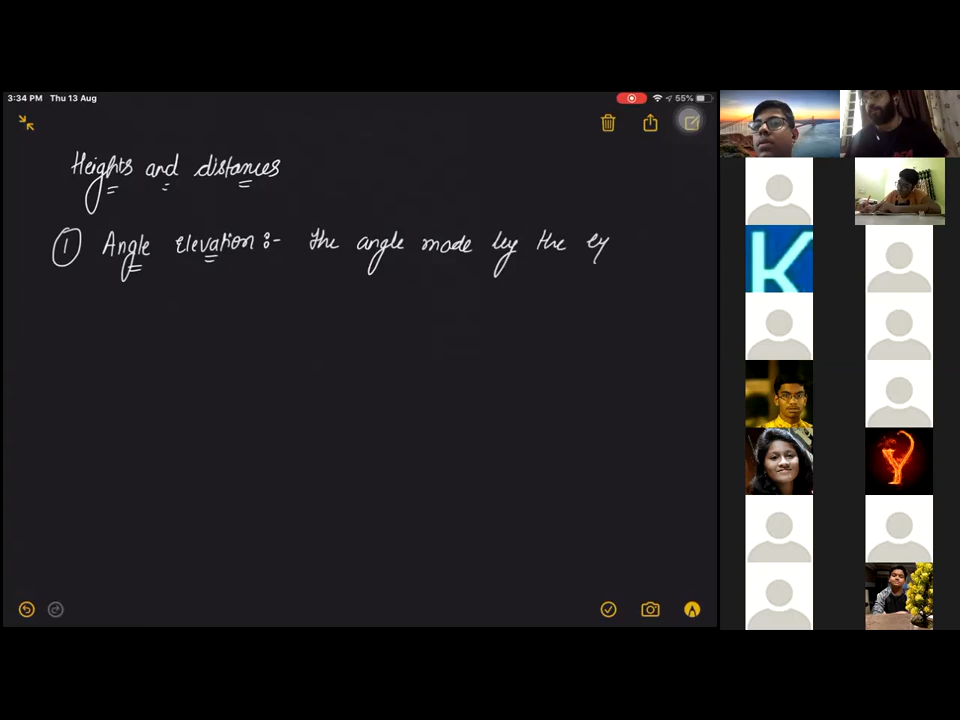 3:34 PM Thu 13 Aug
55%
Heights and distances
1 Angle Elevation :- the angle made by the ey
K
Y